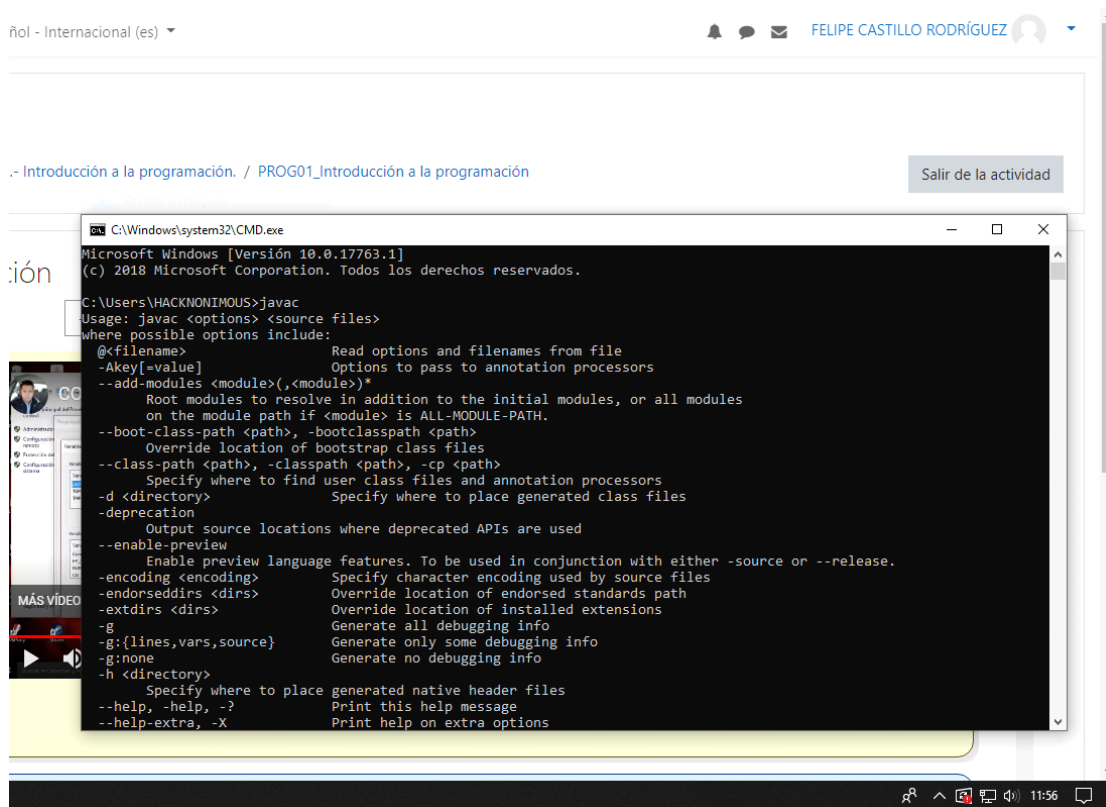 ñol - Internacional (es)
FELIPE CASTILLO RODRÍGUEZ
.- Introducción a la programación. / PROG01_Introducción a la programación
Salir de la actividad
ción
C:\Windows\system32\CMD.exe
Microsoft Windows [Versión 10.0.17763.1]
(c) 2018 Microsoft Corporation. Todos los derechos reservados.
C:\Users\HACKNONIMOUS>javac
Usage: javac <options> <source files>
where possible options include:
@<filename> Read options and filenames from file
-Akey[=value] Options to pass to annotation processors
--add-modules <module>(,<module>)*
Root modules to resolve in addition to the initial modules, or all modules
on the module path if <module> is ALL-MODULE-PATH.
--boot-class-path <path>, -bootclasspath <path>
Override location of bootstrap class files
--class-path <path>, -classpath <path>, -cp <path>
Specify where to find user class files and annotation processors
-d <directory> Specify where to place generated class files
-deprecation
Output source locations where deprecated APIs are used
--enable-preview
Enable preview language features. To be used in conjunction with either -source or --release.
-encoding <encoding> Specify character encoding used by source files
-endorseddirs <dirs> Override location of endorsed standards path
-extdirs <dirs> Override location of installed extensions
-g Generate all debugging info
-g:{lines,vars,source} Generate only some debugging info
-g:none Generate no debugging info
-h <directory>
Specify where to place generated native header files
--help, -help, -? Print this help message
--help-extra, -X Print help on extra options
CO
MÁS VÍDEO
11:56